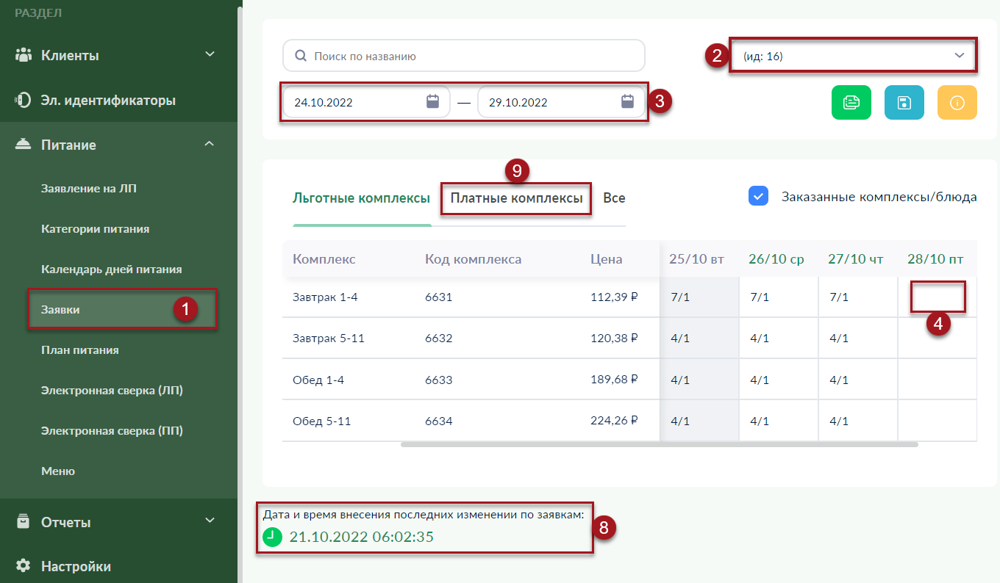 РАЗДЕЛ
Клиенты
Эл. идентификаторы
Питание
Заявление на ЛП
Категории питания
Календарь дней питания
Заявки 1
План питания
Электронная сверка (ЛП)
Электронная сверка (ПП)
Меню
Отчеты
Настройки
Поиск по названию
2 (ид: 16)
24.10.2022 — 29.10.2022 3
9
Льготные комплексы Платные комплексы Все Заказанные комплексы/блюда
Комплекс Код комплекса Цена 25/10 вт 26/10 ср 27/10 чт 28/10 пт
Завтрак 1-4 6631 112,39 ₽ 7/1 7/1 7/1
4
Завтрак 5-11 6632 120,38 ₽ 4/1 4/1 4/1
Обед 1-4 6633 189,68 ₽ 4/1 4/1 4/1
Обед 5-11 6634 224,26 ₽ 4/1 4/1 4/1
Дата и время внесения последних изменении по заявкам:
21.10.2022 06:02:35 8